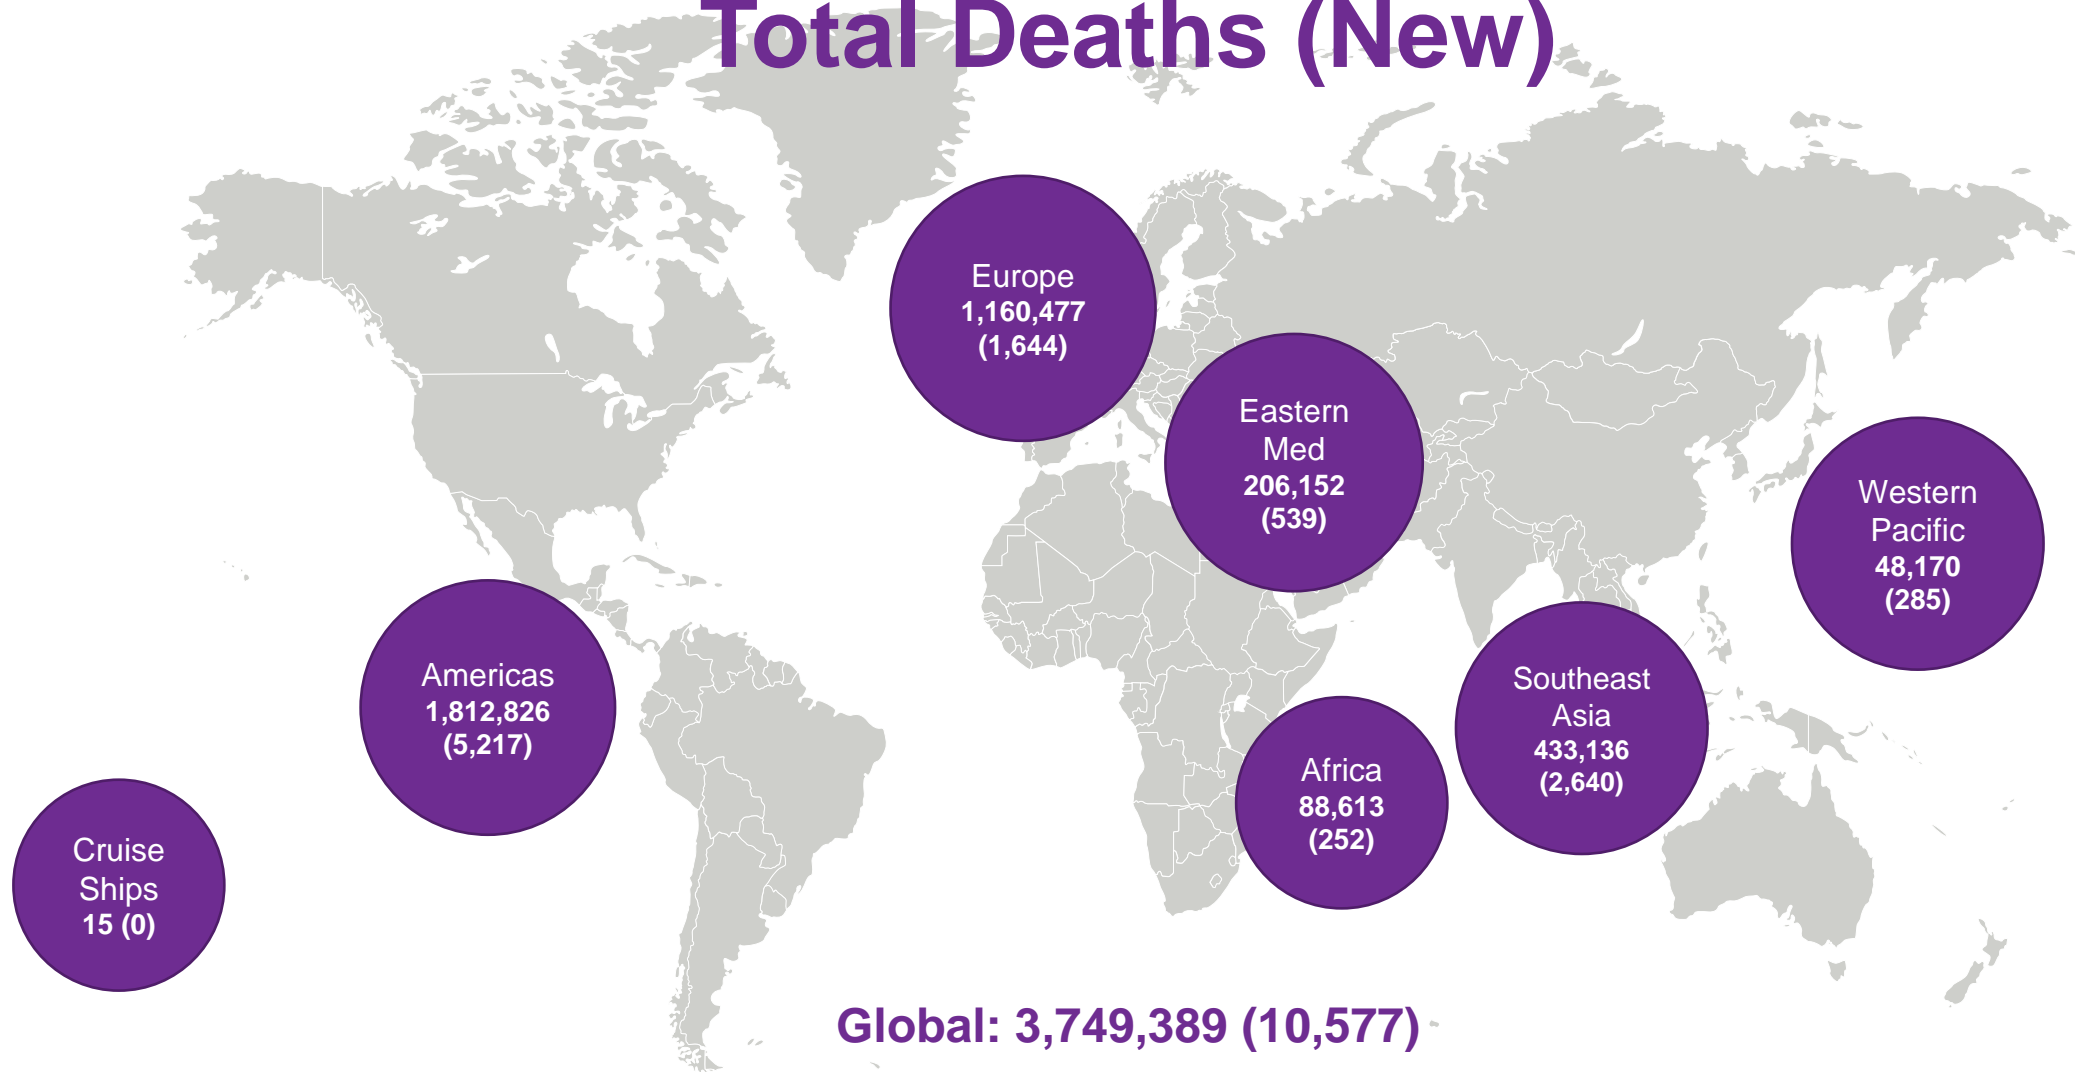 Total Deaths (New)
Europe
1,160,477
(1,644)
Eastern
Med
206,152
(539)
Western
Pacific
48,170
(285)
Americas
1,812,826
(5,217)
Southeast
Asia
433,136
(2,640)
Africa
88,613
(252)
Cruise
Ships
15 (0)
Global: 3,749,389 (10,577)